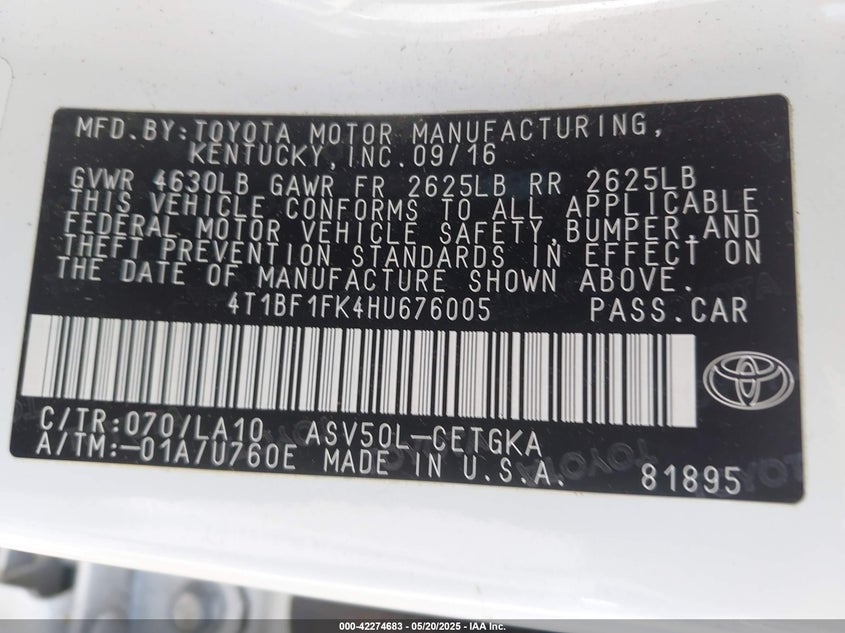 MFD.BY:TOYOTA MOTOR MANUFACTURING,
KENTUCKY,INC.09/16
GVWR 4630LB GAWR FR 2625LB RR 2625LB
THIS VEHICLE CONFORMS TO ALL APPLICABLE
FEDERAL MOTOR VEHICLE SAFETY,BUMPER,AND
THEFT PREVENTION STANDARDS IN EFFECT ON
THE DATE OF MANUFACTURE SHOWN ABOVE.
4T1BF1FK4HU676005 PASS.CAR
C/TR:070/LA10 ASV50L-CETGKA
A/TM:-01A/U760E MADE IN U.S.A. 81895
TOYOTA
000-42274683 — 05/20/2025 — IAA Inc.